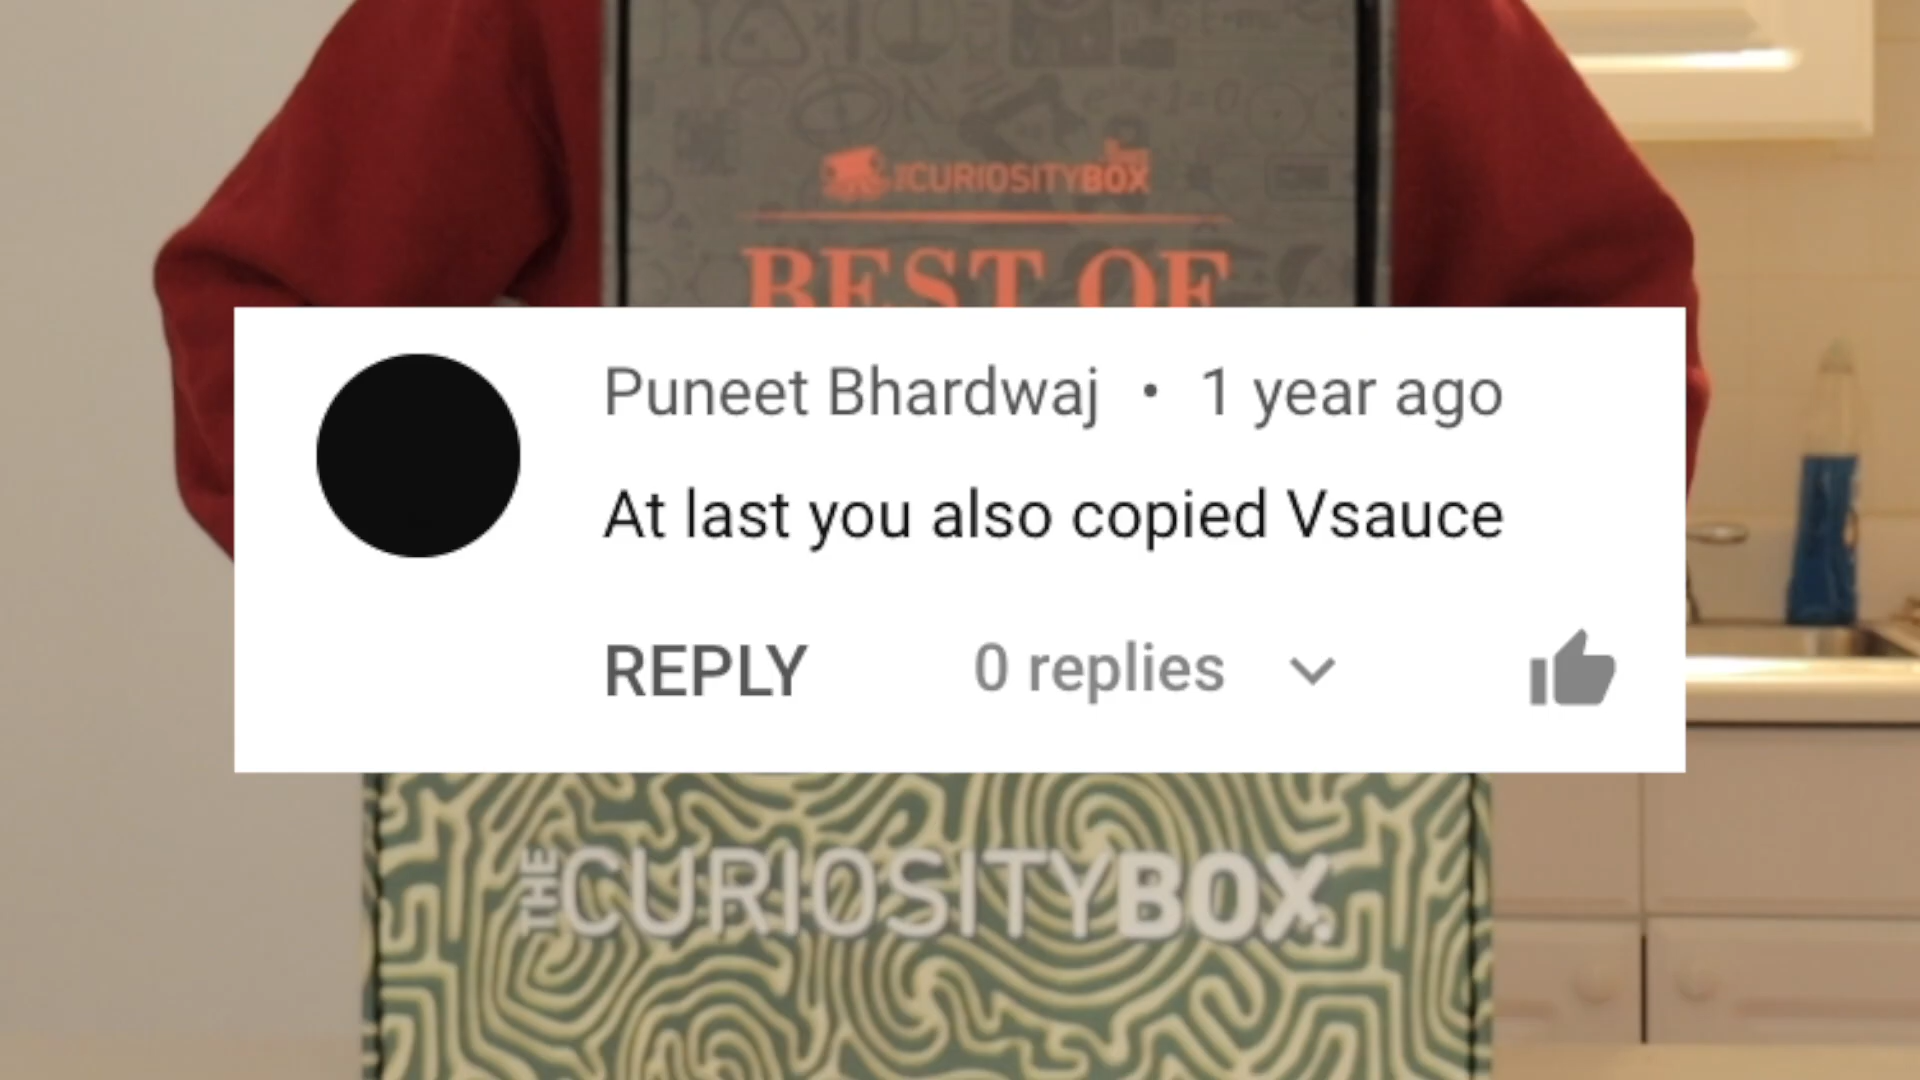 THE CURIOSITYBOX
BEST OF
Puneet Bhardwaj • 1 year ago
At last you also copied Vsauce
REPLY 0 replies
THE CURIOSITYBOX